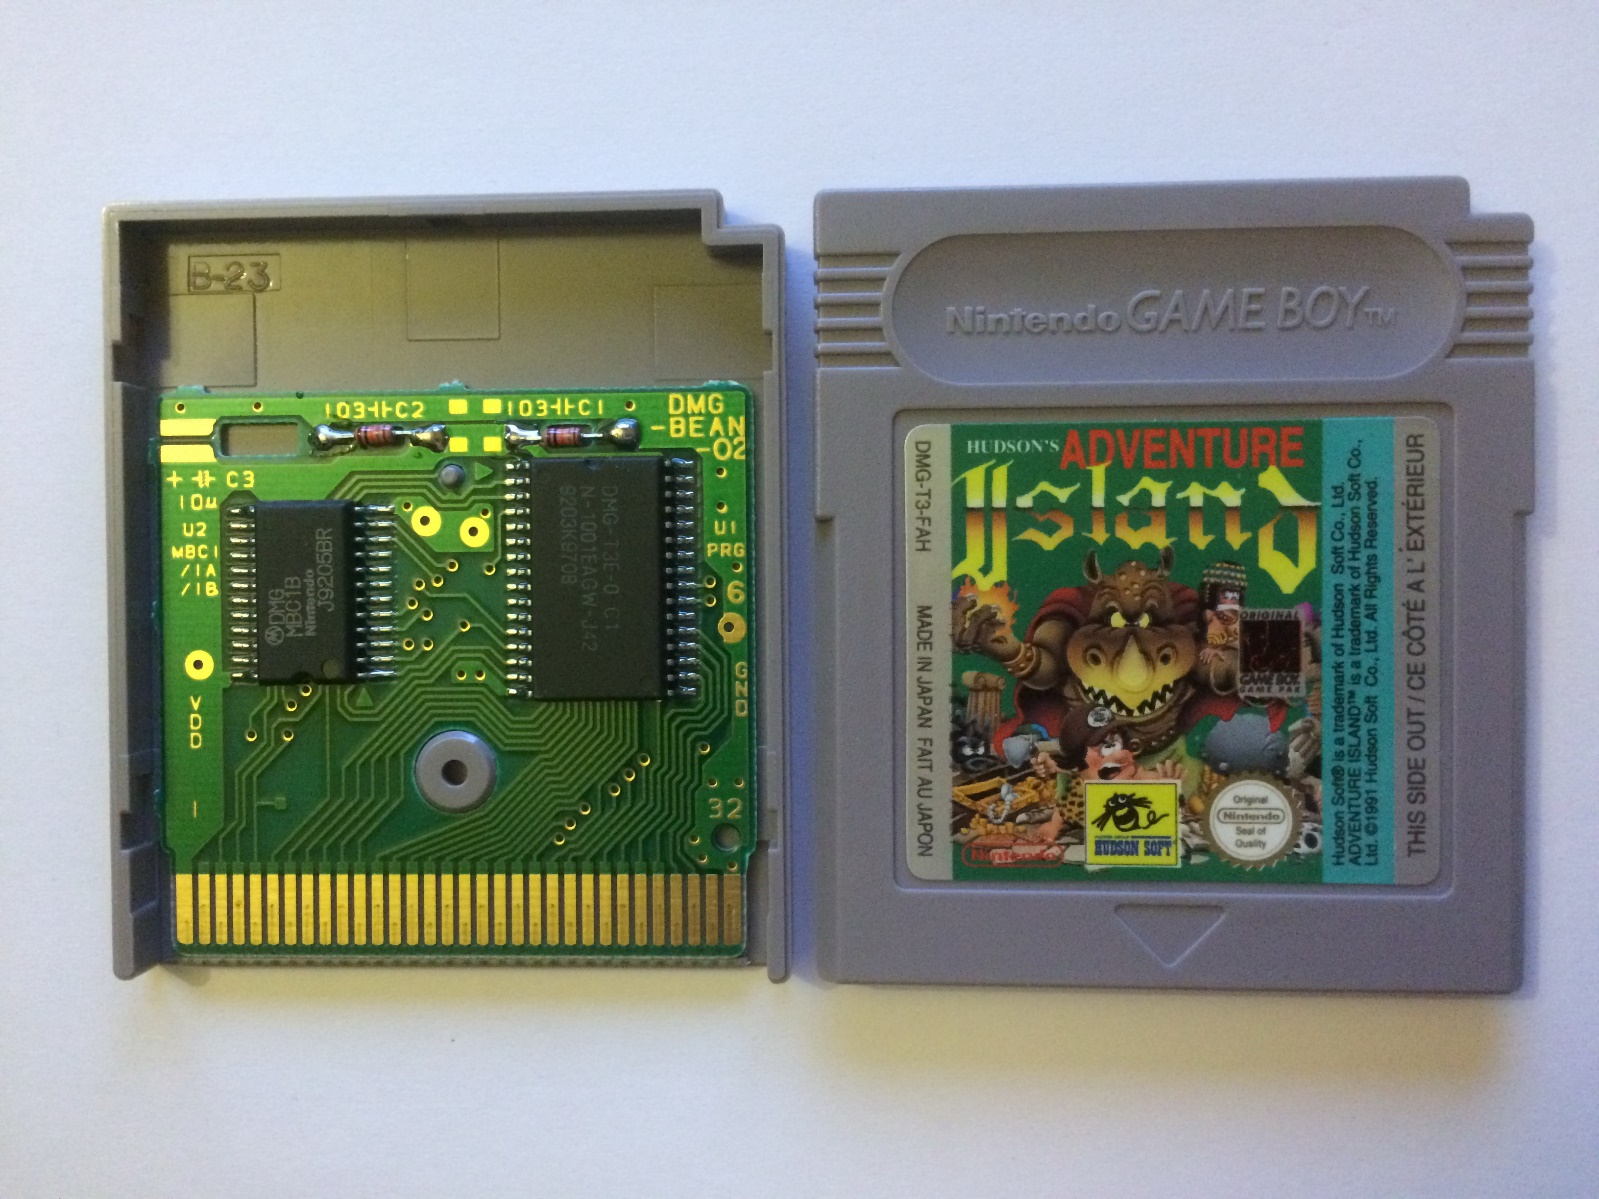 B-23
103 C2
103 C1
DMG
-BEAN
-02
+ C3
10μ
U2
MBC1
/1A
/1B
VDD
1
DMG
MBC1B
Nintendo
J9205BR
DMG-T3E-0 C1
U1
PRG
6
GND
32
Nintendo GAME BOY™
DMG-T3-FAH
MADE IN JAPAN FAIT AU JAPON
HUDSON'S ADVENTURE
Island
ORIGINAL
GAME BOY
GAME PAK
Nintendo
HUDSON SOFT
Original
Nintendo
Seal of
Quality
Hudson Soft® is a trademark of Hudson Soft Co., Ltd.
ADVENTURE ISLAND™ is a trademark of Hudson Soft Co.,
Ltd. ©1991 Hudson Soft Co., Ltd. All Rights Reserved.
THIS SIDE OUT / CE CÔTÉ A L'EXTÉRIEUR